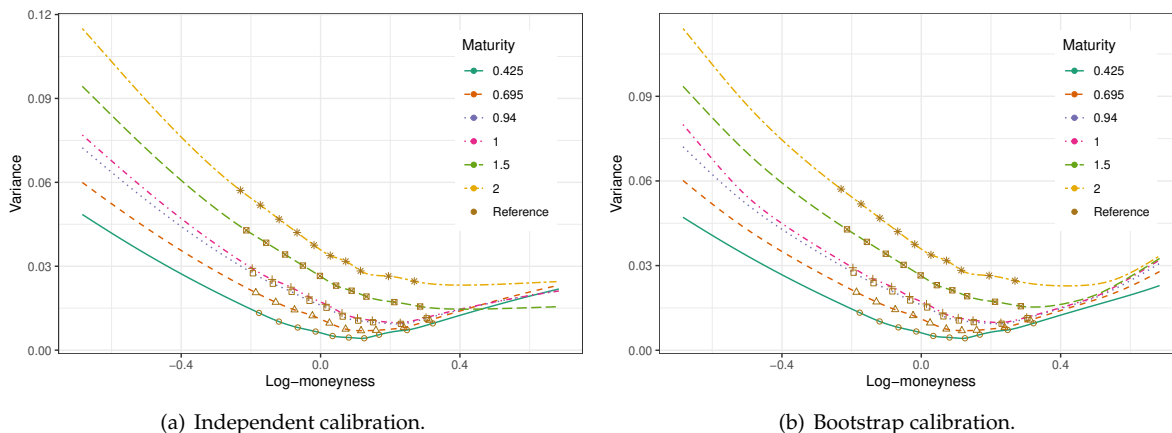 0.12
0.09
0.06
0.03
0.00
Variance
−0.4
0.0
0.4
Log−moneyness
Maturity
0.425
0.695
0.94
1
1.5
2
Reference
(a) Independent calibration.
0.09
0.06
0.03
0.00
Variance
−0.4
0.0
0.4
Log−moneyness
Maturity
0.425
0.695
0.94
1
1.5
2
Reference
(b) Bootstrap calibration.